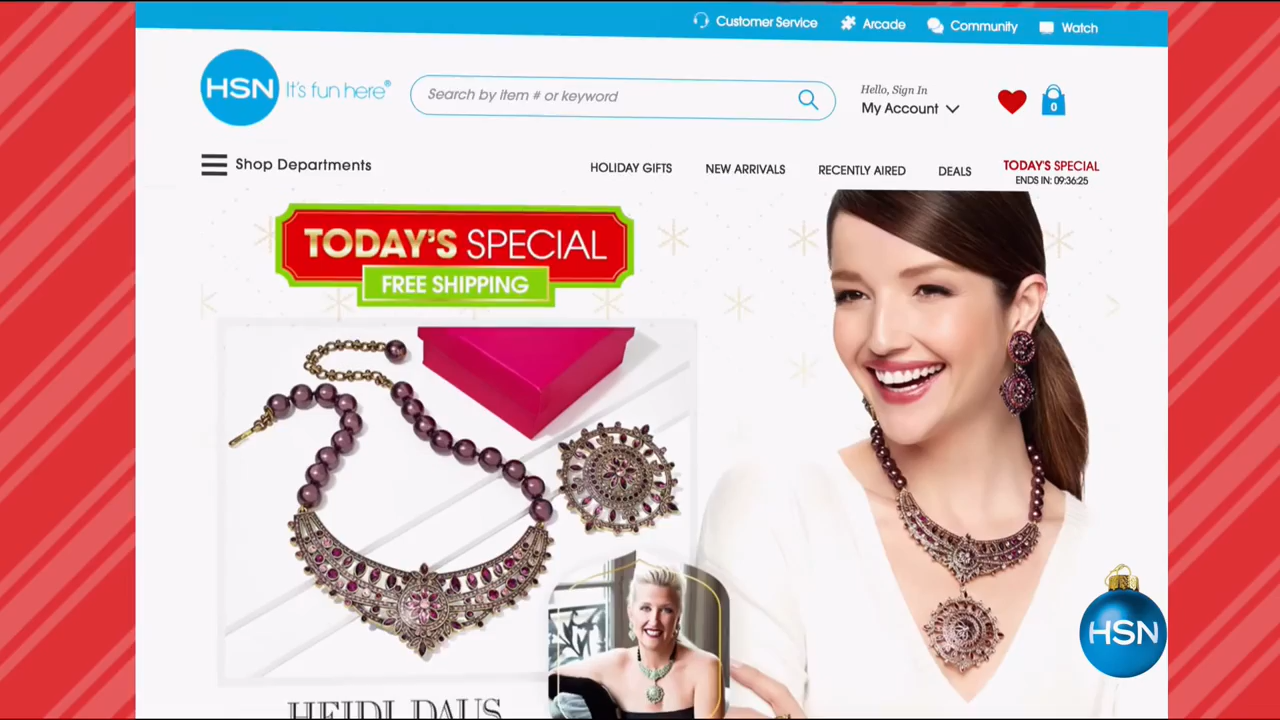 Customer Service
Arcade
Community
Watch
HSN It's fun here®
Search by item # or keyword
Hello, Sign In
My Account
0
Shop Departments
HOLIDAY GIFTS
NEW ARRIVALS
RECENTLY AIRED
DEALS
TODAY'S SPECIAL
ENDS IN: 09:36:25
TODAY'S SPECIAL
FREE SHIPPING
HSN
HEIDI DAUS